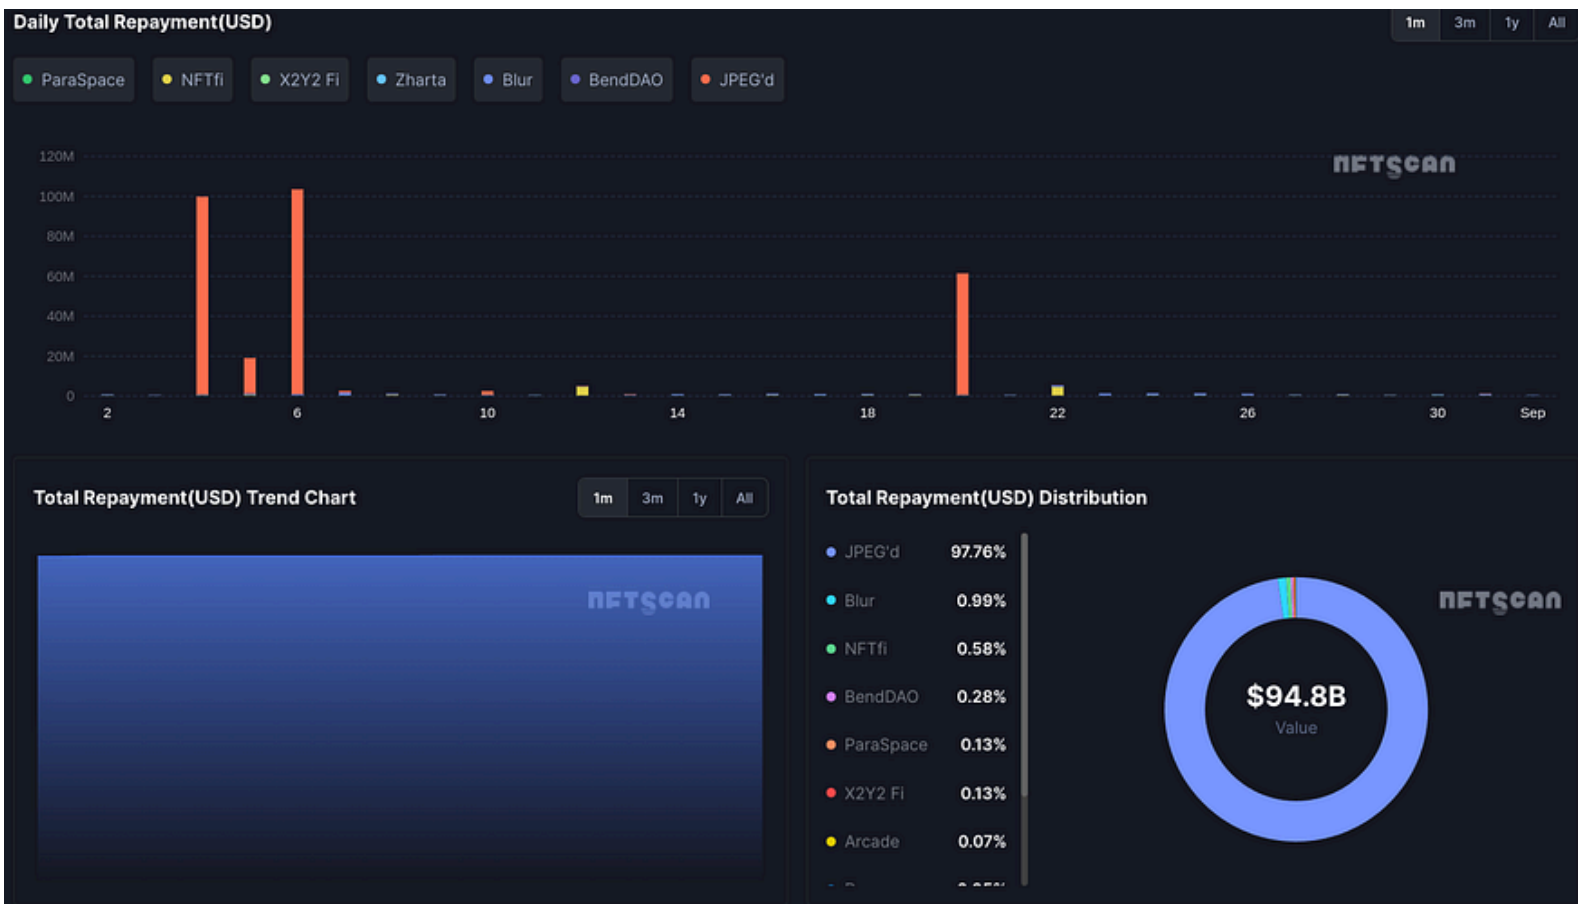 Daily Total Repayment(USD)
1m 3m 1y All
ParaSpace NFTfi X2Y2 Fi Zharta Blur BendDAO JPEG'd
120M
NFTSCAN
100M
80M
60M
40M
20M
0
2 6 10 14 18 22 26 30 Sep
Total Repayment(USD) Trend Chart
1m 3m 1y All
NFTSCAN
Total Repayment(USD) Distribution
JPEG'd 97.76%
Blur 0.99%
NFTfi 0.58%
BendDAO 0.28%
ParaSpace 0.13%
X2Y2 Fi 0.13%
Arcade 0.07%
NFTSCAN
$94.8B
Value